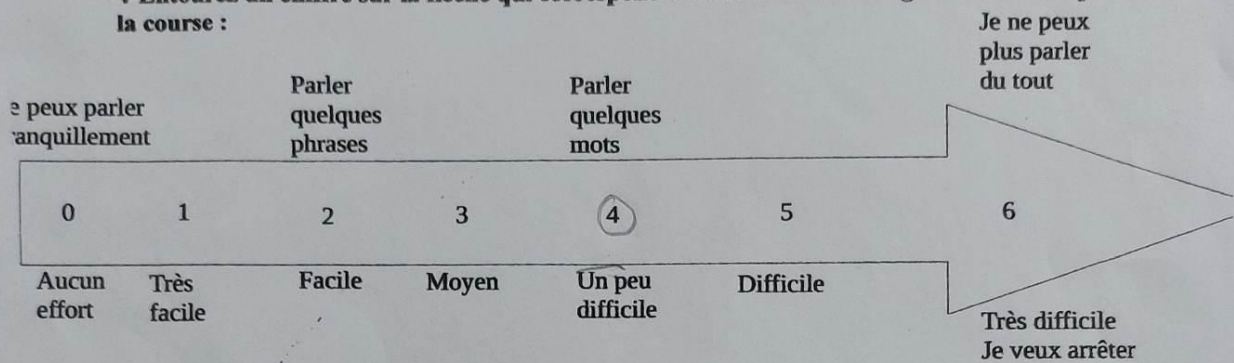 la course :
Je ne peux
plus parler
du tout
Parler
quelques
phrases
Parler
quelques
mots
peux parler
anquillement
0 1 2 3 4 5 6
Aucun
effort
Très
facile
Facile
Moyen
Un peu
difficile
Difficile
Très difficile
Je veux arrêter